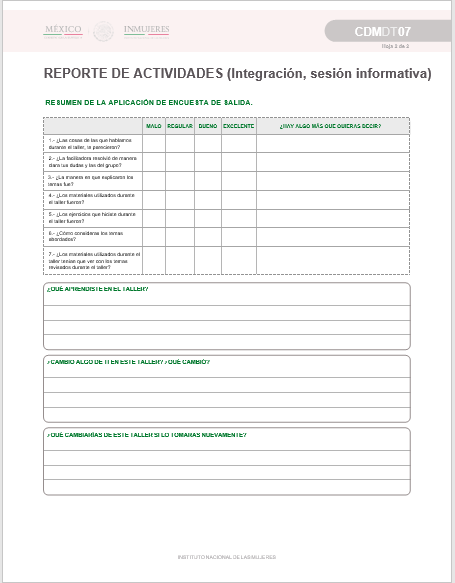 MÉXICO
INMUJERES
CDMDT07
Hoja 2 de 2
REPORTE DE ACTIVIDADES (Integración, sesión informativa)
RESUMEN DE LA APLICACIÓN DE ENCUESTA DE SALIDA.
MALO REGULAR BUENO EXCELENTE ¿HAY ALGO MÁS QUE QUIERAS DECIR?
1.- ¿Las cosas de las que hablamos
durante el taller, te parecieron?
2.- ¿La facilitadora resolvió de manera
clara tus dudas y las del grupo?
3.- ¿La manera en que explicaron los
temas fue?
4.- ¿Los materiales utilizados durante
el taller fueron?
5.- ¿Los ejercicios que hiciste durante
el taller fueron?
6.- ¿Cómo consideras los temas
abordados?
7.- ¿Los materiales utilizados durante el
taller tenían que ver con los temas
revisados durante el taller?
¿QUÉ APRENDISTE EN EL TALLER?
¿CAMBIO ALGO DE TI EN ESTE TALLER? ¿QUÉ CAMBIÓ?
¿QUÉ CAMBIARÍAS DE ESTE TALLER SI LO TOMARAS NUEVAMENTE?
INSTITUTO NACIONAL DE LAS MUJERES